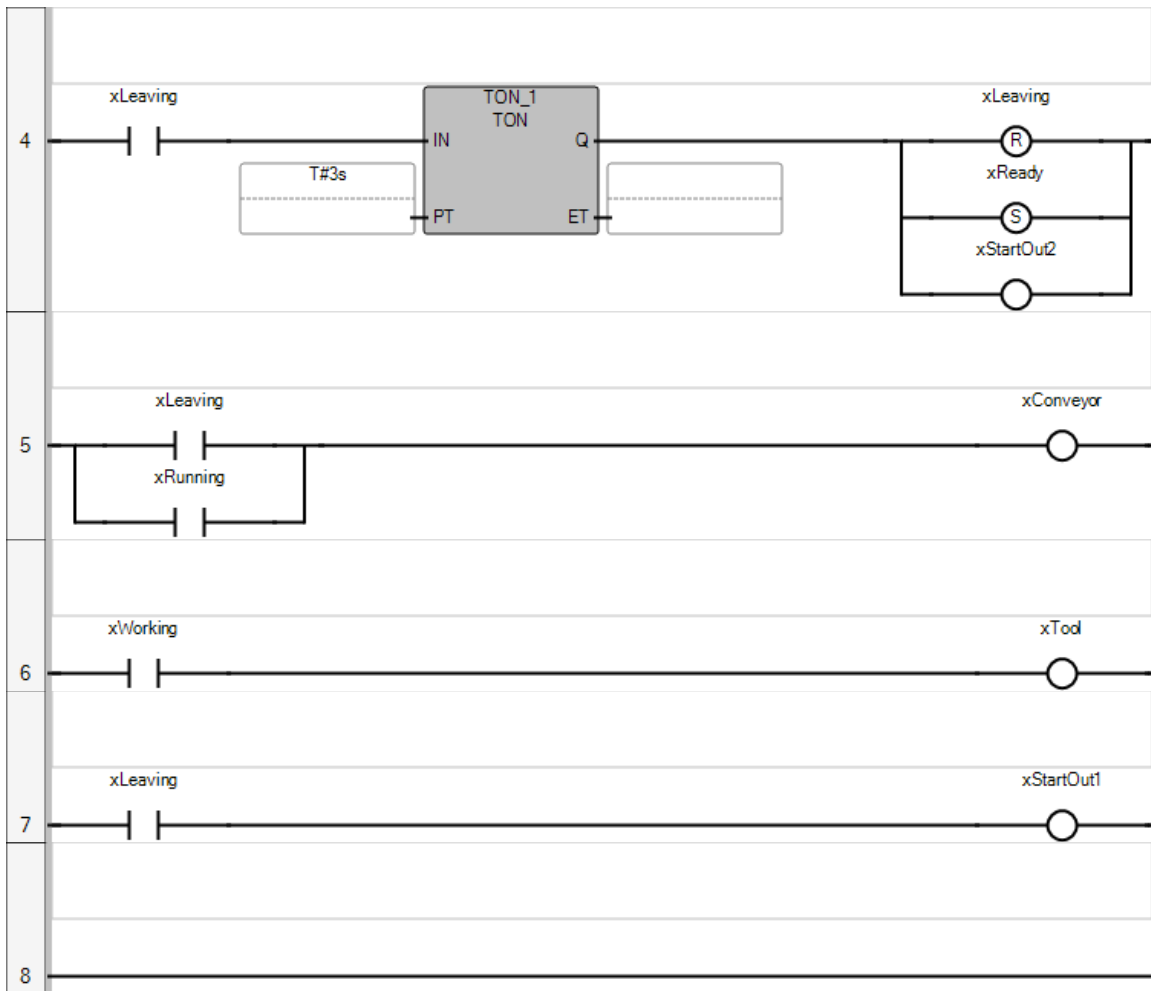 xLeaving
TON_1
TON
xLeaving
4
IN
Q
R
T#3s
xReady
PT
ET
S
xStartOut2
xLeaving
xConveyor
5
xRunning
xWorking
xTool
6
xLeaving
xStartOut1
7
8